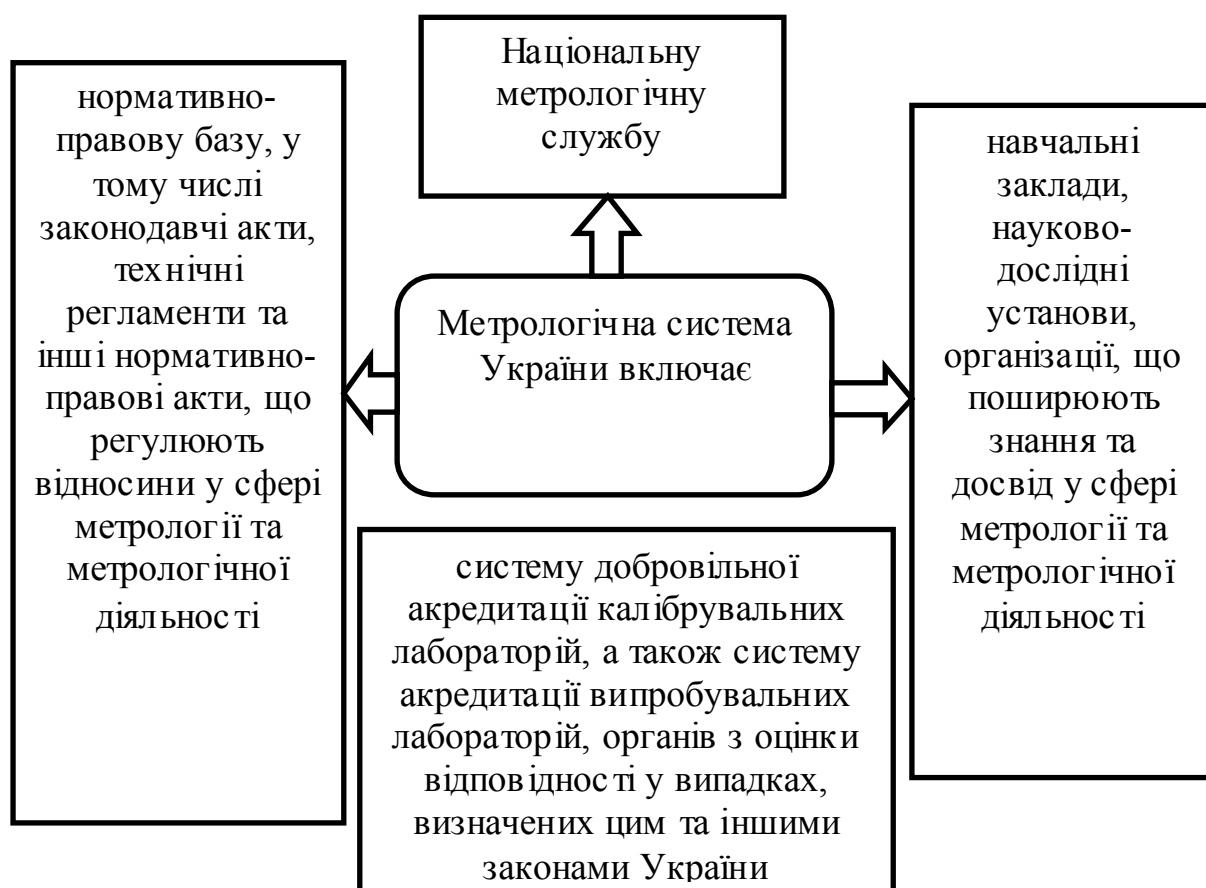 Національну
метрологічну
службу
нормативно-
правову базу, у
тому числі
законодавчі акти,
технічні
регламенти та
інші нормативно-
правові акти, що
регулюють
відносини у сфері
метрології та
метрологічної
діяльності
Метрологічна система
України включає
навчальні
заклади,
науково-
дослідні
установи,
організації, що
поширюють
знання та
досвід у сфері
метрології та
метрологічної
діяльності
систему добровільної
акредитації калібрувальних
лабораторій, а також систему
акредитації випробувальних
лабораторій, органів з оцінки
відповідності у випадках,
визначених цим та іншими
законами України